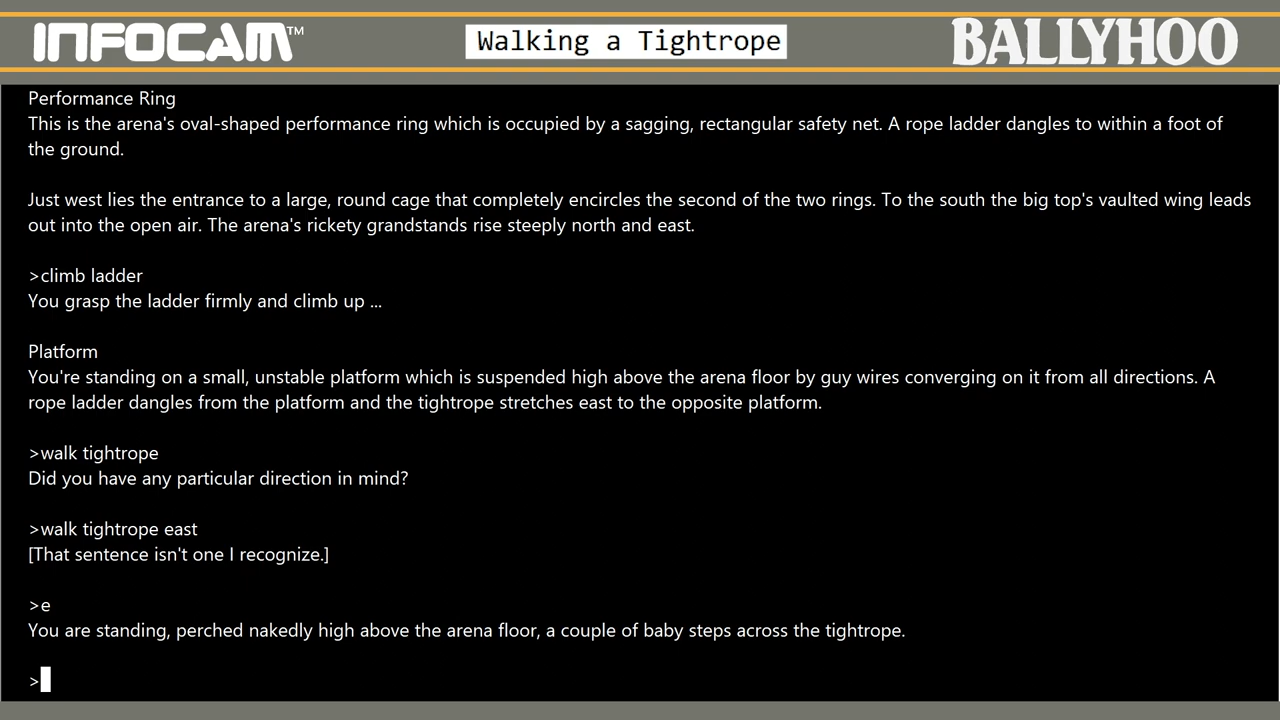 INFOCAM™
Walking a Tightrope
BALLYHOO
Performance Ring
This is the arena's oval-shaped performance ring which is occupied by a sagging, rectangular safety net. A rope ladder dangles to within a foot of
the ground.
Just west lies the entrance to a large, round cage that completely encircles the second of the two rings. To the south the big top's vaulted wing leads
out into the open air. The arena's rickety grandstands rise steeply north and east.
>climb ladder
You grasp the ladder firmly and climb up ...
Platform
You're standing on a small, unstable platform which is suspended high above the arena floor by guy wires converging on it from all directions. A
rope ladder dangles from the platform and the tightrope stretches east to the opposite platform.
>walk tightrope
Did you have any particular direction in mind?
>walk tightrope east
[That sentence isn't one I recognize.]
>e
You are standing, perched nakedly high above the arena floor, a couple of baby steps across the tightrope.
>